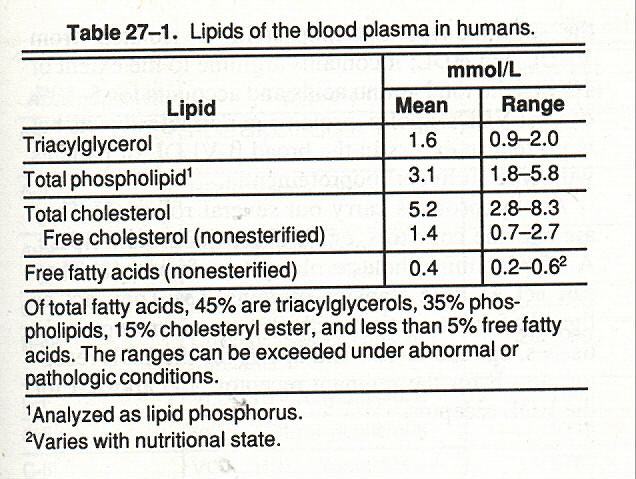 Table 27–1. Lipids of the blood plasma in humans.
mmol/L
Lipid Mean Range
Triacylglycerol 1.6 0.9–2.0
Total phospholipid¹ 3.1 1.8–5.8
Total cholesterol 5.2 2.8–8.3
Free cholesterol (nonesterified) 1.4 0.7–2.7
Free fatty acids (nonesterified) 0.4 0.2–0.6²
Of total fatty acids, 45% are triacylglycerols, 35% phos-
pholipids, 15% cholesteryl ester, and less than 5% free fatty
acids. The ranges can be exceeded under abnormal or
pathologic conditions.
¹Analyzed as lipid phosphorus.
²Varies with nutritional state.